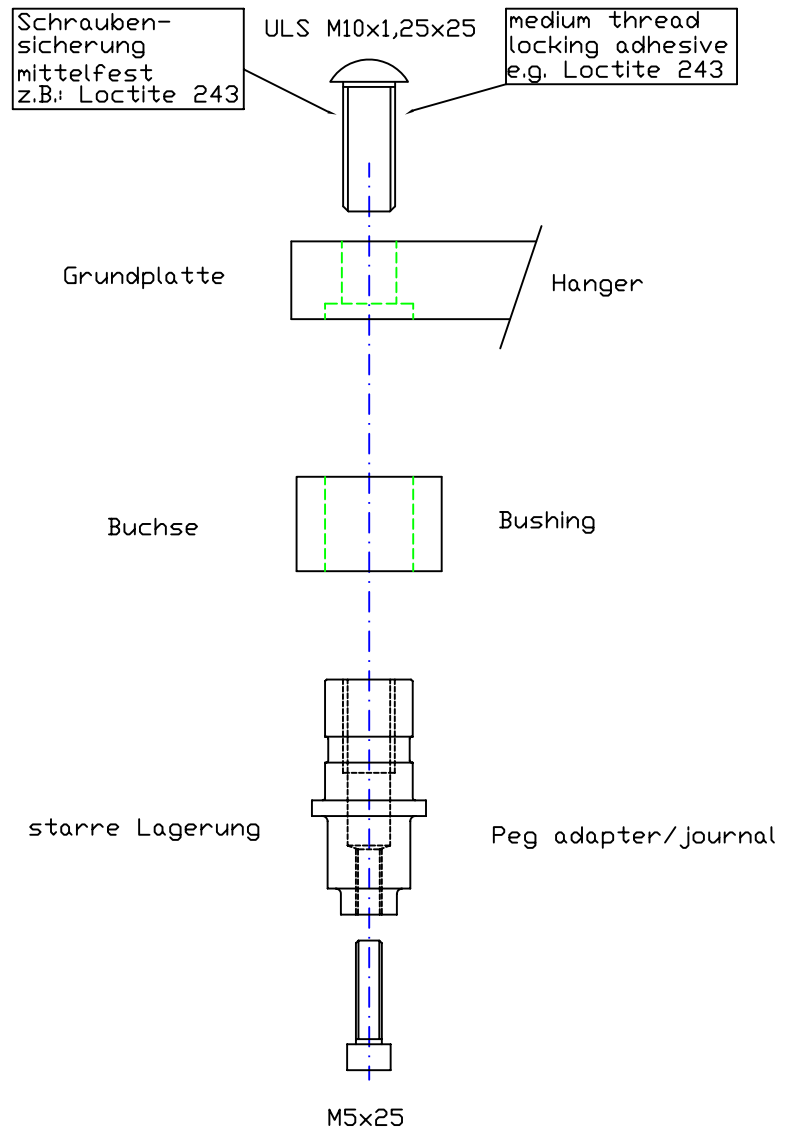 Schrauben-
sicherung
mittelfest
z.B.: Loctite 243
ULS M10x1,25x25
medium thread
locking adhesive
e.g. Loctite 243
Grundplatte
Hanger
Buchse
Bushing
starre Lagerung
Peg adapter/journal
M5x25